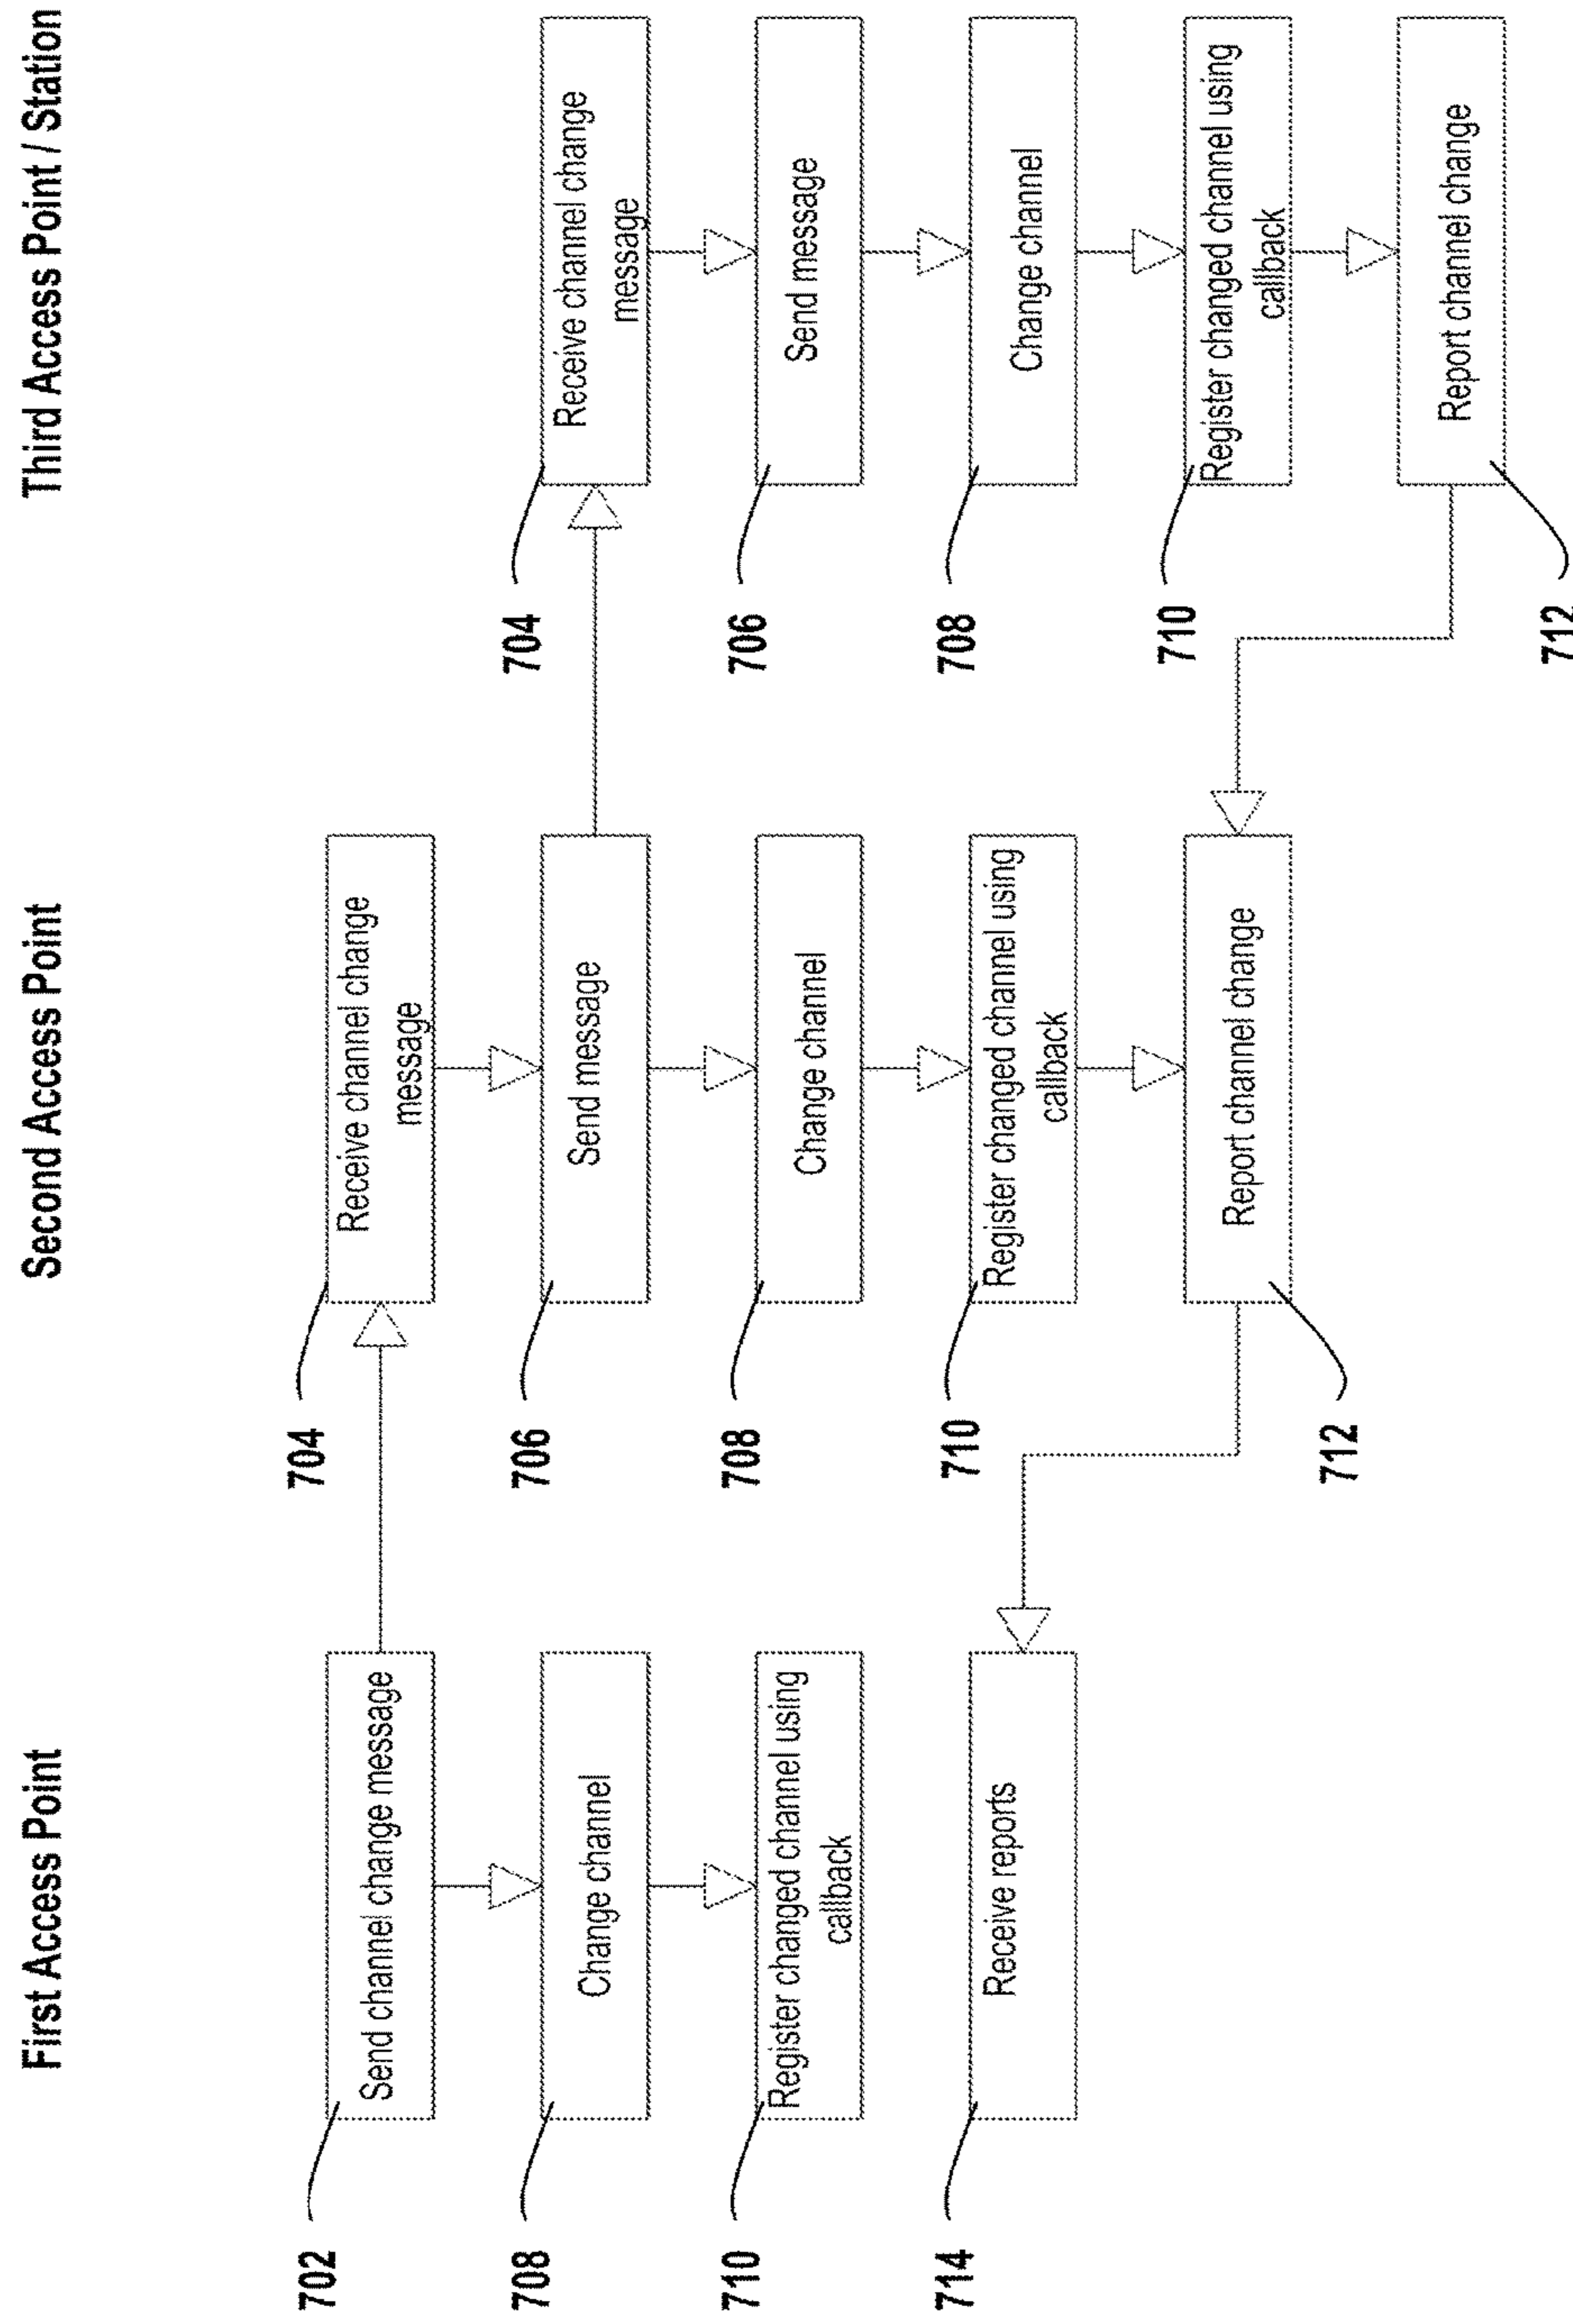 First Access Point
Second Access Point
Third Access Point / Station
702
Send channel change message
708
Change channel
710
Register changed channel using
callback
714
Receive reports
704
Receive channel change
message
706
Send message
708
Change channel
710
Register changed channel using
callback
712
Report channel change
704
Receive channel change
message
706
Send message
708
Change channel
710
Register changed channel using
callback
712
Report channel change